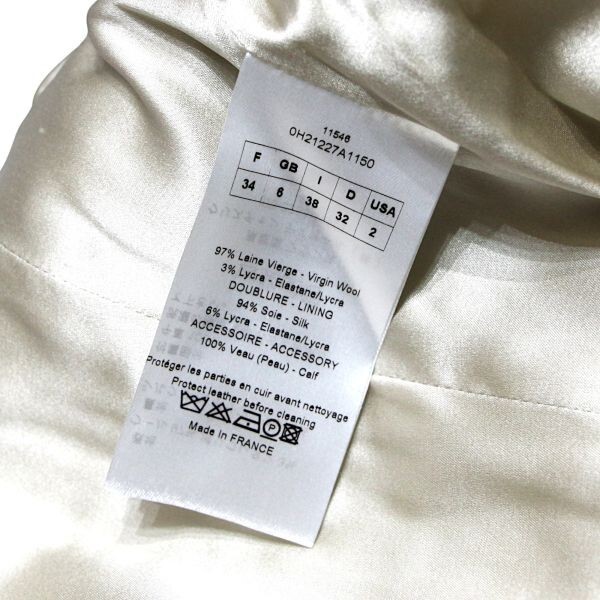 11546
0H21227A1150
F GB I D USA
34 6 38 32 2
97% Laine Vierge - Virgin Wool
3% Lycra - Elastane/Lycra
DOUBLURE - LINING
94% Soie - Silk
6% Lycra - Elastane/Lycra
ACCESSOIRE - ACCESSORY
100% Veau (Peau) - Calf
Protéger les parties en cuir avant nettoyage
Protect leather before cleaning
P
Made In FRANCE